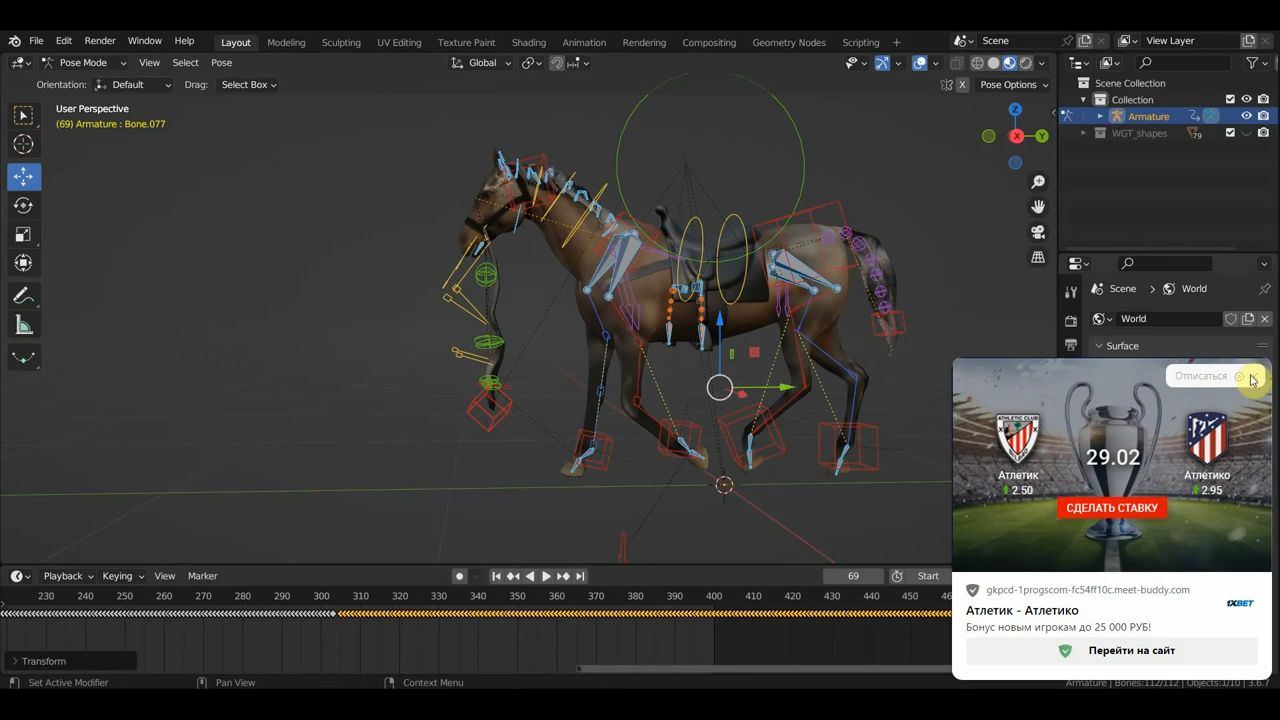 File Edit Render Window Help Layout Modeling Sculpting UV Editing Texture Paint Shading Animation Rendering Compositing Geometry Nodes Scripting + Scene View Layer
Pose Mode View Select Pose Global
Orientation: Default Drag: Select Box X Pose Options
Scene Collection
Collection
Armature
WGT_shapes 79
User Perspective
(69) Armature : Bone.077
Z
X
Y
Scene > World
World
Surface
Отписаться
ATHLETIC CLUB
29.02
Атлетик
Атлетико
2.50
2.95
СДЕЛАТЬ СТАВКУ
gkpcd-1progscom-fc54ff10c.meet-buddy.com
Атлетик - Атлетико
1XBET
Бонус новым игрокам до 25 000 РУБ!
Перейти на сайт
Playback Keying View Marker 69 Start
230 240 250 260 270 280 290 300 310 320 330 340 350 360 370 380 390 400 410 420 430 440 450
Transform
Set Active Modifier Pan View Context Menu Armature | Bones:112/112 | Objects:1/10 | 3.6.7